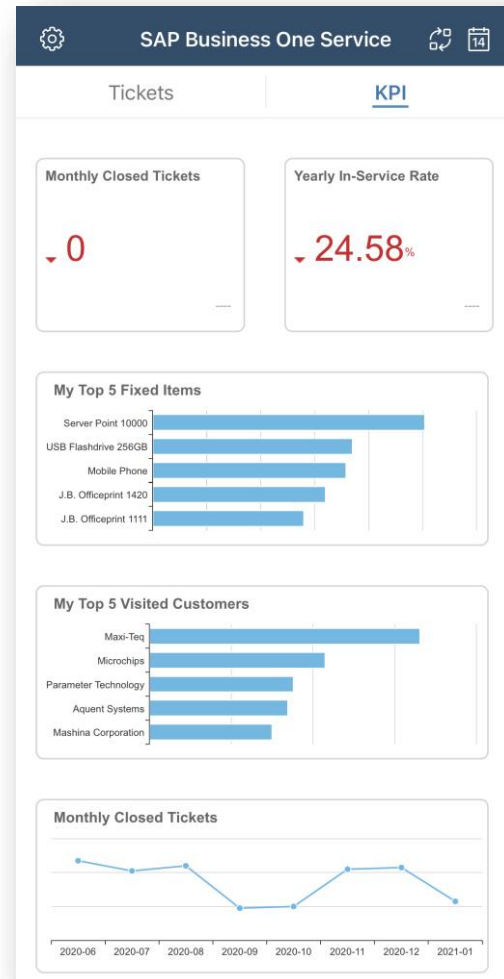 SAP Business One Service
14
Tickets
KPI
Monthly Closed Tickets
0
----
Yearly In-Service Rate
24.58%
----
My Top 5 Fixed Items
Server Point 10000
USB Flashdrive 256GB
Mobile Phone
J.B. Officeprint 1420
J.B. Officeprint 1111
My Top 5 Visited Customers
Maxi-Teq
Microchips
Parameter Technology
Aquent Systems
Mashina Corporation
Monthly Closed Tickets
2020-06 2020-07 2020-08 2020-09 2020-10 2020-11 2020-12 2021-01